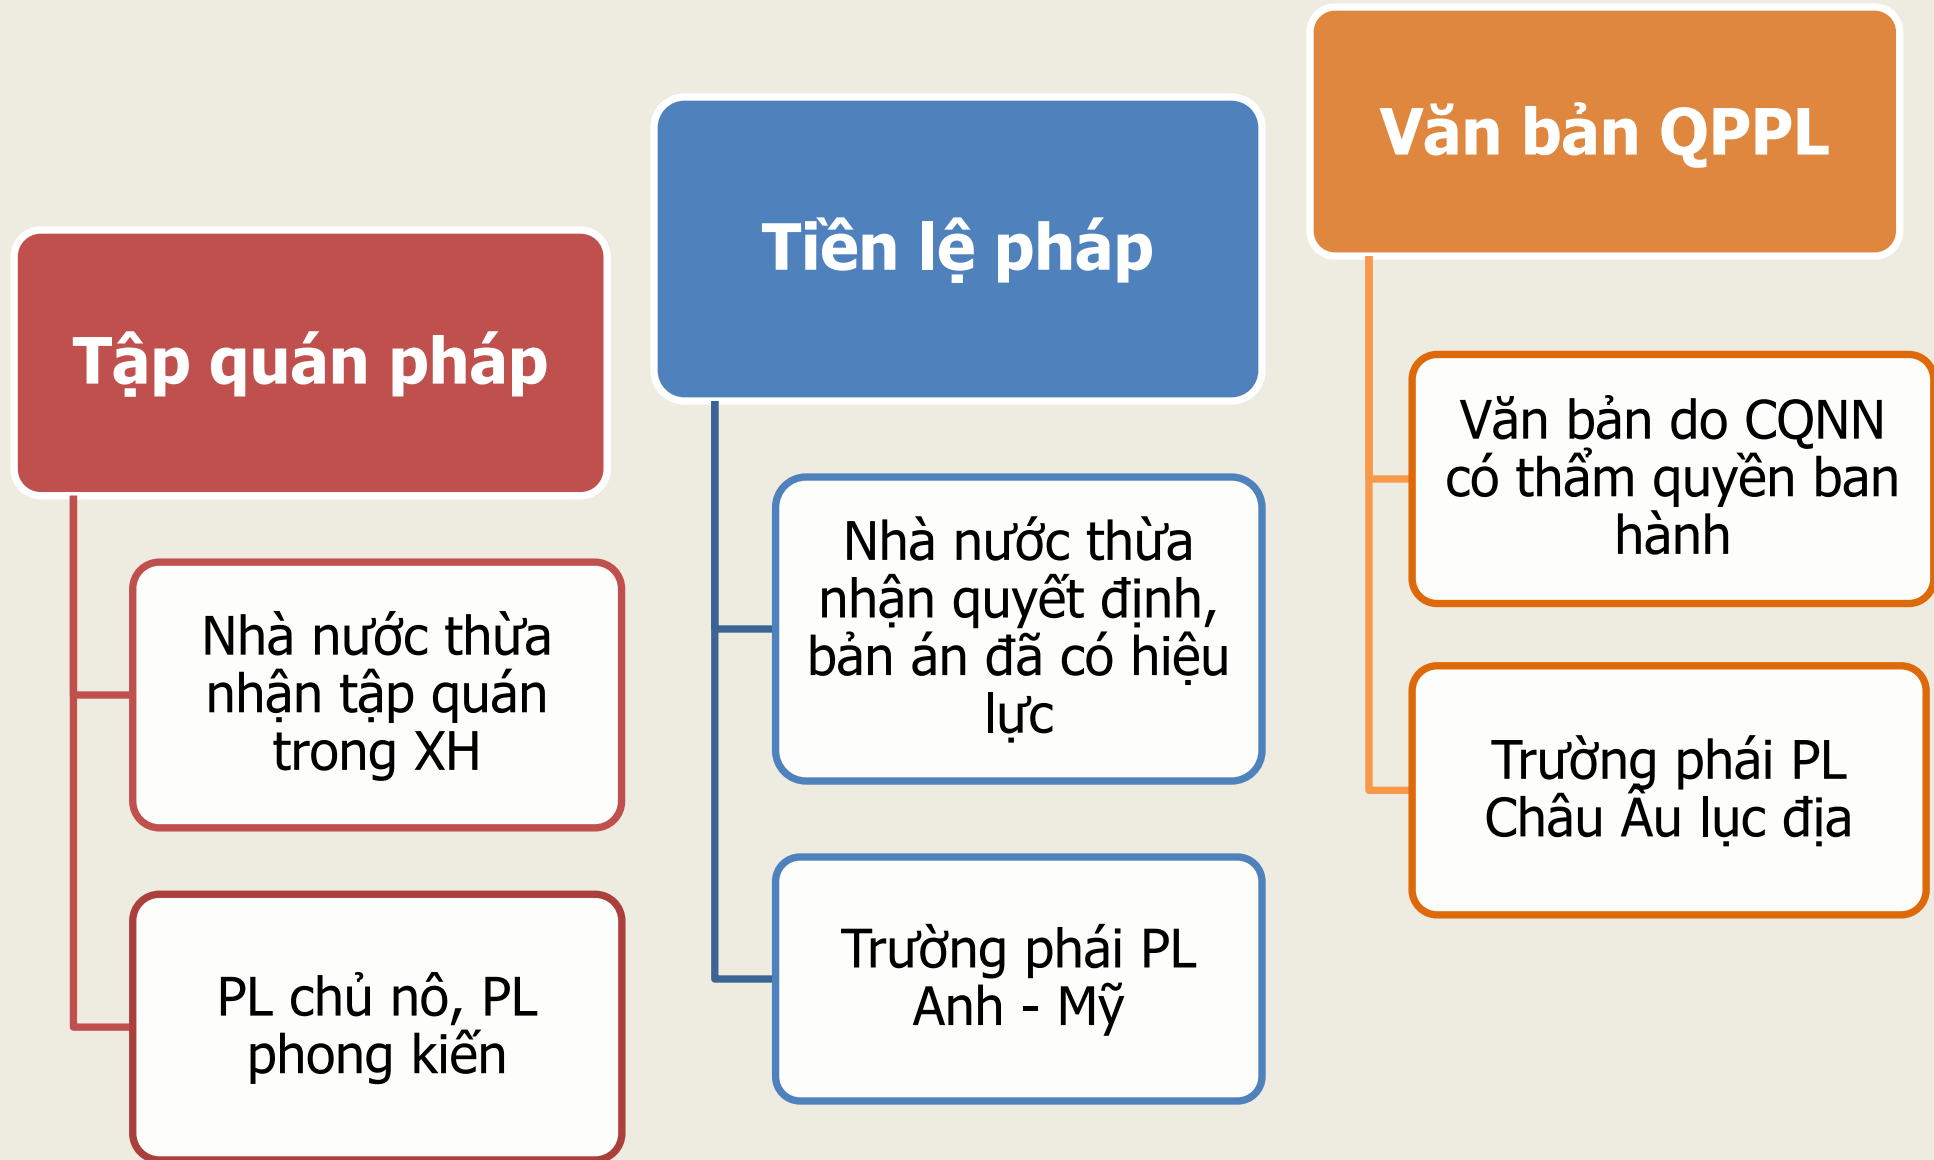 Tập quán pháp
Nhà nước thừa
nhận tập quán
trong XH
PL chủ nô, PL
phong kiến
Tiền lệ pháp
Nhà nước thừa
nhận quyết định,
bản án đã có hiệu
lực
Trường phái PL
Anh - Mỹ
Văn bản QPPL
Văn bản do CQNN
có thẩm quyền ban
hành
Trường phái PL
Châu Âu lục địa